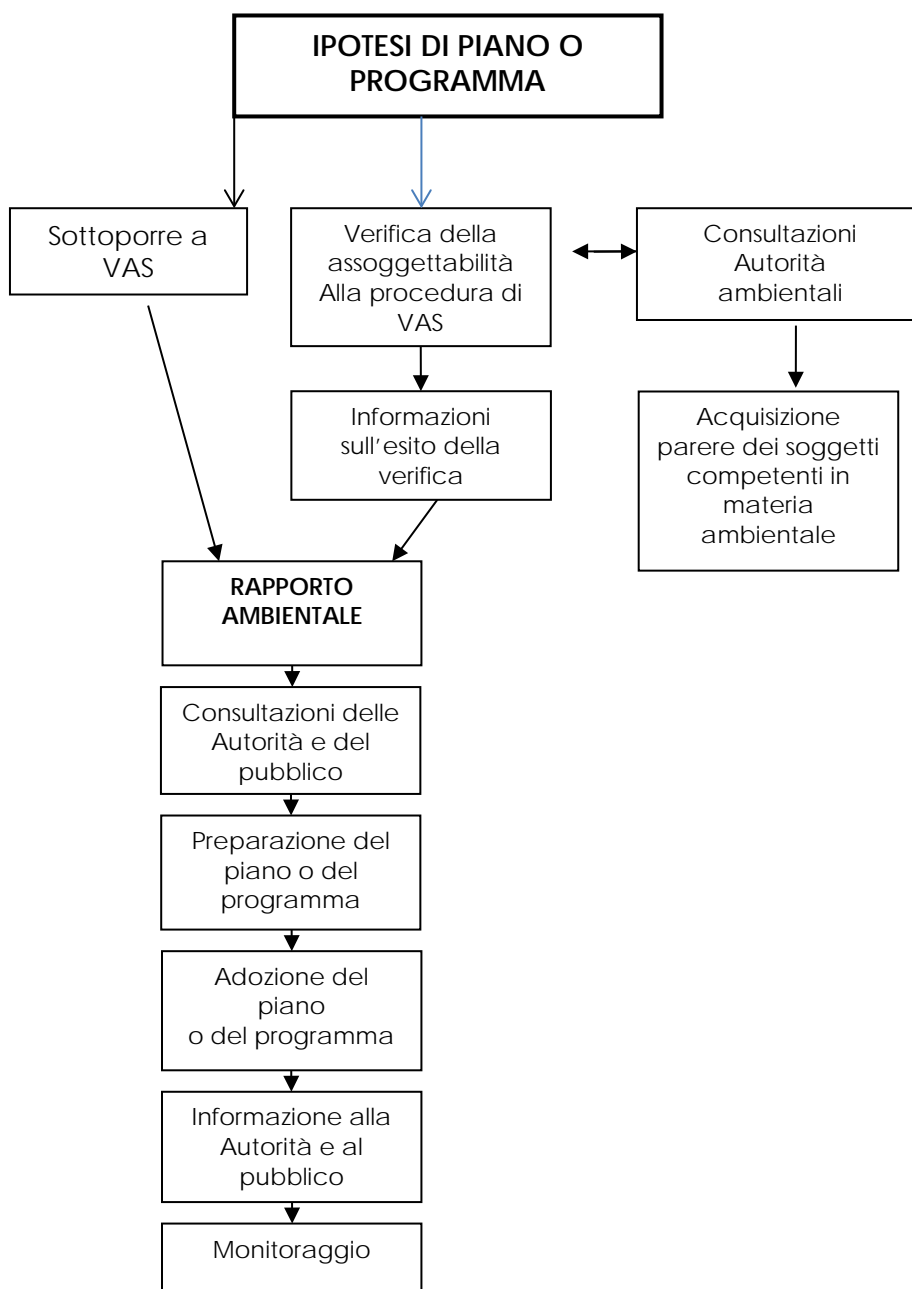 IPOTESI DI PIANO O
PROGRAMMA
Sottoporre a
VAS
Verifica della
assoggettabilità
Alla procedura di
VAS
Consultazioni
Autorità
ambientali
Informazioni
sull'esito della
verifica
Acquisizione
parere dei soggetti
competenti in
materia
ambientale
RAPPORTO
AMBIENTALE
Consultazioni delle
Autorità e del
pubblico
Preparazione del
piano o del
programma
Adozione del
piano
o del programma
Informazione alla
Autorità e al
pubblico
Monitoraggio